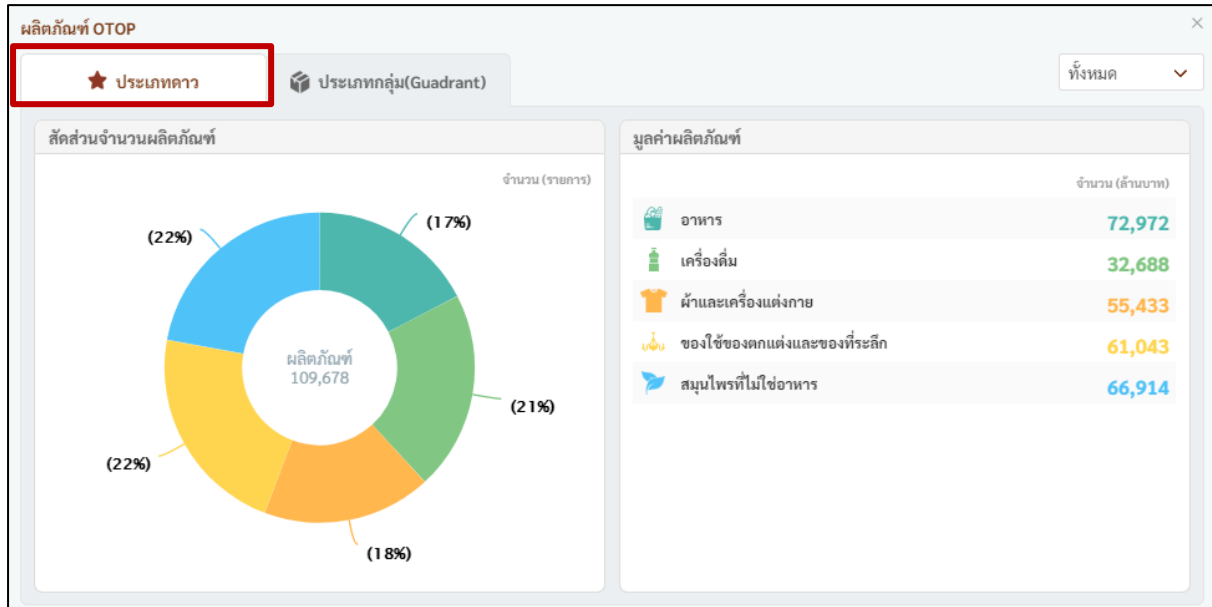 ผลิตภัณฑ์ OTOP
×
ประเภทดาว
ประเภทกลุ่ม(Guadrant)
ทั้งหมด
สัดส่วนจำนวนผลิตภัณฑ์
จำนวน (รายการ)
(17%)
(22%)
ผลิตภัณฑ์
109,678
(21%)
(22%)
(18%)
มูลค่าผลิตภัณฑ์
จำนวน (ล้านบาท)
อาหาร 72,972
เครื่องดื่ม 32,688
ผ้าและเครื่องแต่งกาย 55,433
ของใช้ของตกแต่งและของที่ระลึก 61,043
สมุนไพรที่ไม่ใช่อาหาร 66,914